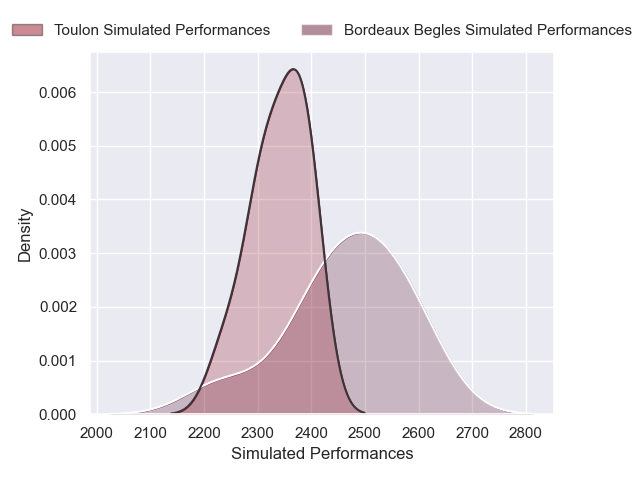 Toulon Simulated Performances
Bordeaux Begles Simulated Performances
0.006
0.005
0.004
0.003
0.002
0.001
0.000
Density
2000 2100 2200 2300 2400 2500 2600 2700 2800
Simulated Performances